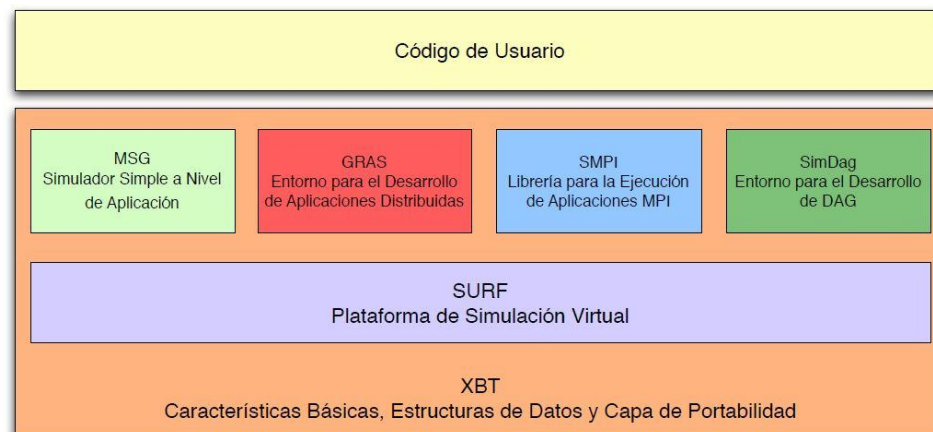 Código de Usuario
MSG
Simulador Simple a Nivel
de Aplicación
GRAS
Entorno para el Desarrollo
de Aplicaciones Distribuidas
SMPI
Librería para la Ejecución
de Aplicaciones MPI
SimDag
Entorno para el Desarrollo
de DAG
SURF
Plataforma de Simulación Virtual
XBT
Características Básicas, Estructuras de Datos y Capa de Portabilidad